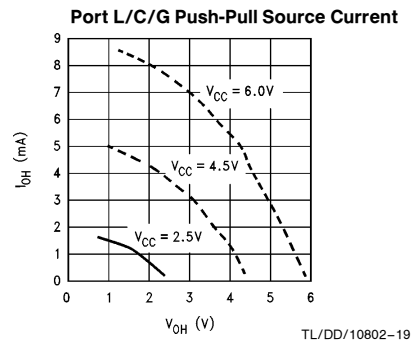 Port L/C/G Push-Pull Source Current
9
8
7
6
5
4
3
2
1
0
I_OH (mA)
V_CC = 6.0V
V_CC = 4.5V
V_CC = 2.5V
0 1 2 3 4 5 6
V_OH (V)
TL/DD/10802–19